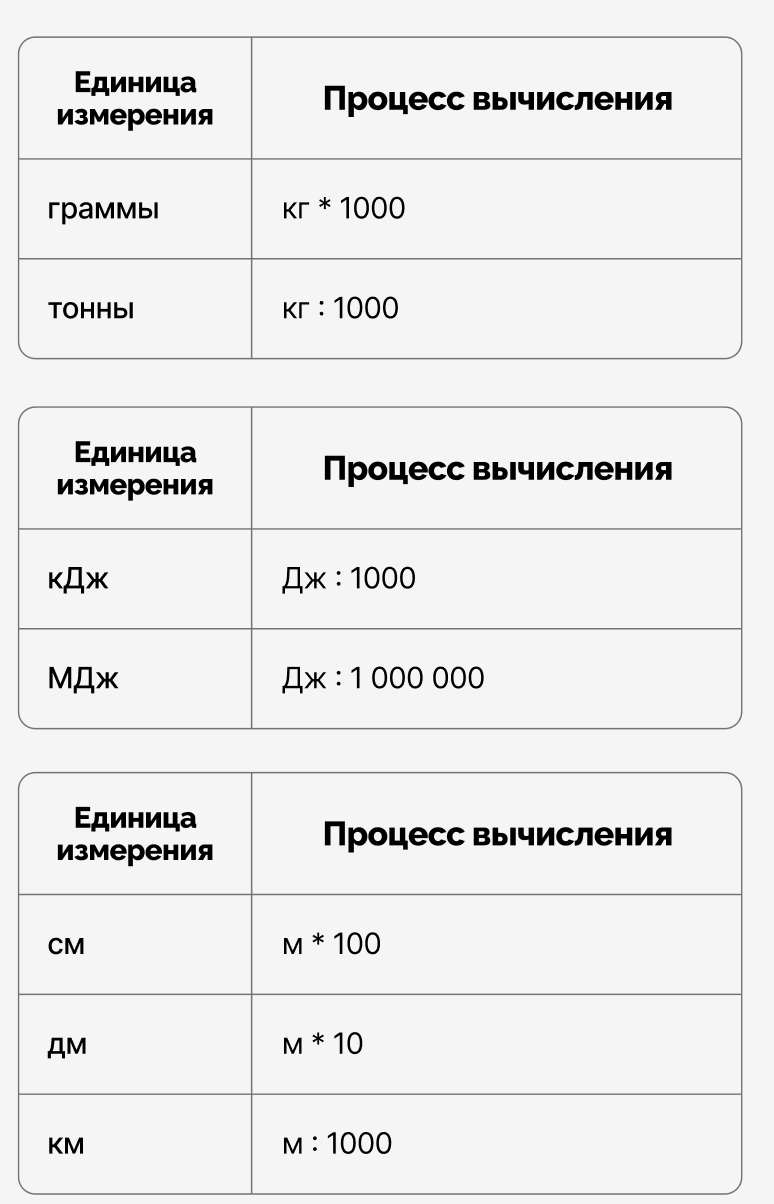 Единица
измерения
Процесс вычисления
граммы
кг * 1000
тонны
кг : 1000
Единица
измерения
Процесс вычисления
кДж
Дж : 1000
МДж
Дж : 1 000 000
Единица
измерения
Процесс вычисления
см
м * 100
дм
м * 10
км
м : 1000